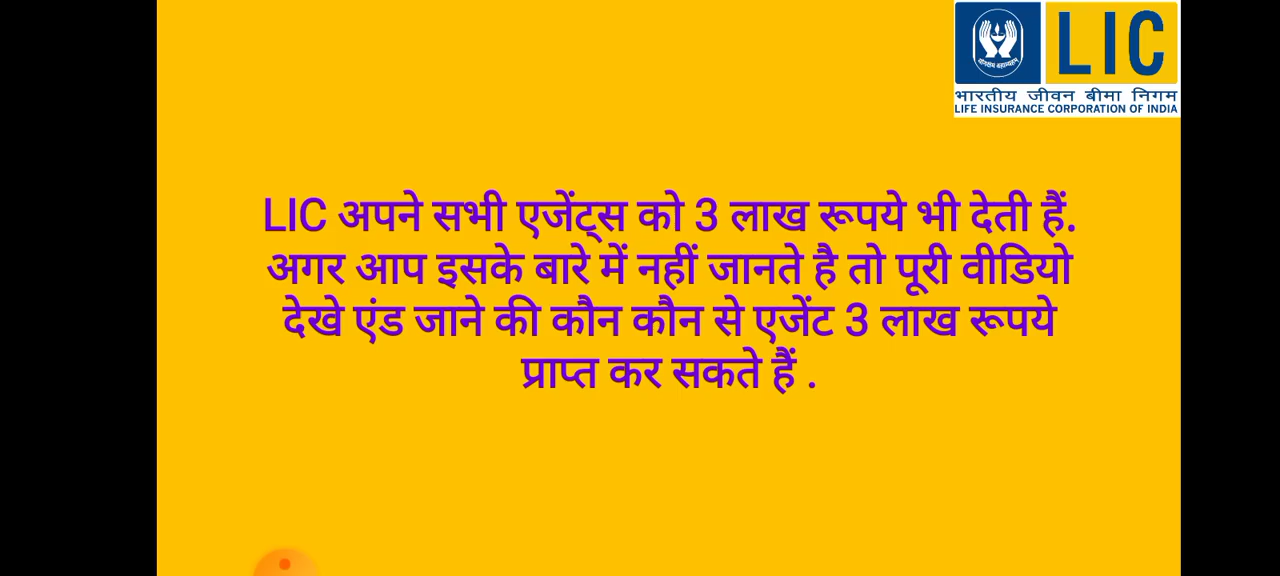 LIC
भारतीय जीवन बीमा निगम
LIFE INSURANCE CORPORATION OF INDIA
LIC अपने सभी एजेंट्स को 3 लाख रूपये भी देती हैं.
अगर आप इसके बारे में नहीं जानते है तो पूरी वीडियो
देखे एंड जाने की कौन कौन से एजेंट 3 लाख रूपये
प्राप्त कर सकते हैं .